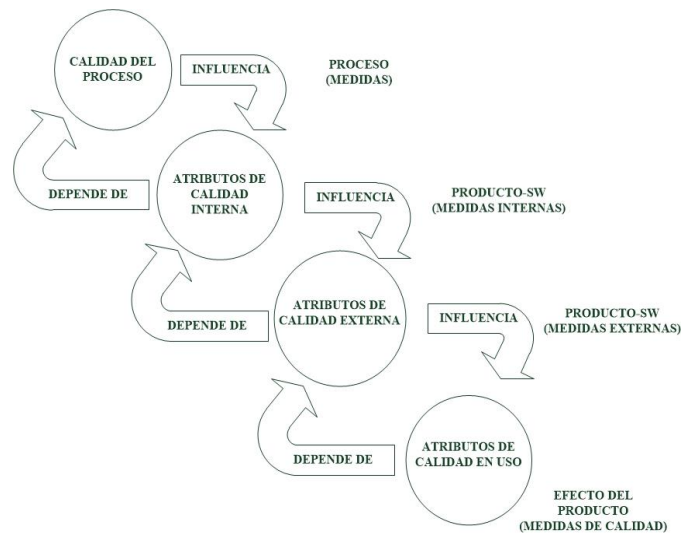 CALIDAD DEL
PROCESO
INFLUENCIA
PROCESO
(MEDIDAS)
DEPENDE DE
ATRIBUTOS DE
CALIDAD
INTERNA
INFLUENCIA
PRODUCTO-SW
(MEDIDAS INTERNAS)
DEPENDE DE
ATRIBUTOS DE
CALIDAD EXTERNA
INFLUENCIA
PRODUCTO-SW
(MEDIDAS EXTERNAS)
DEPENDE DE
ATRIBUTOS DE
CALIDAD EN USO
EFECTO DEL
PRODUCTO
(MEDIDAS DE CALIDAD)